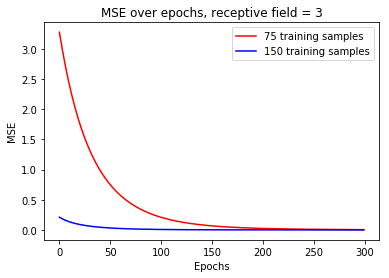 MSE over epochs, receptive field = 3
75 training samples
150 training samples
MSE
3.0
2.5
2.0
1.5
1.0
0.5
0.0
0 50 100 150 200 250 300
Epochs